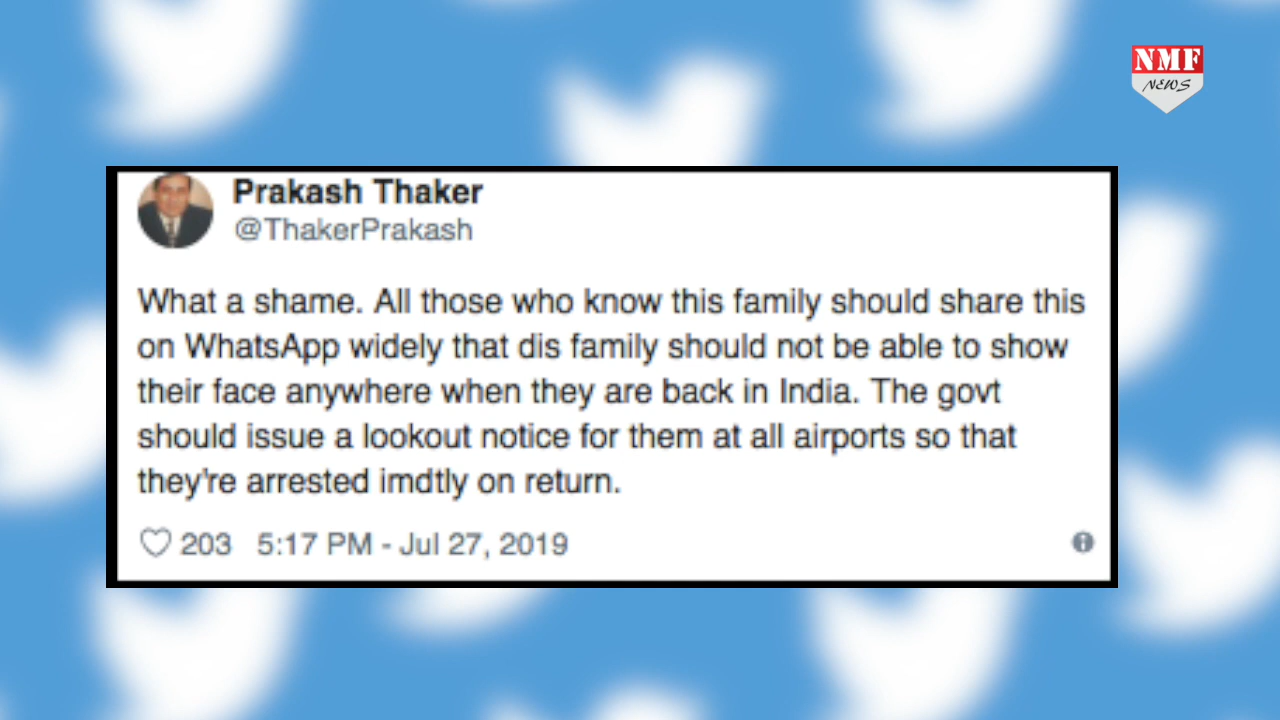 NMF
NEWS
Prakash Thaker
@ThakerPrakash
What a shame. All those who know this family should share this
on WhatsApp widely that dis family should not be able to show
their face anywhere when they are back in India. The govt
should issue a lookout notice for them at all airports so that
they're arrested imdtly on return.
203 5:17 PM - Jul 27, 2019